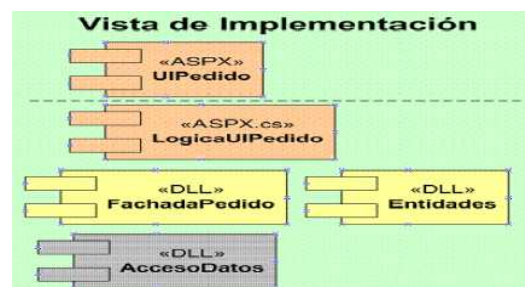 Vista de Implementación
«ASPX»
UIPedido
«ASPX.cs»
LogicaUIPedido
«DLL»
FachadaPedido
«DLL»
Entidades
«DLL»
AccesoDatos